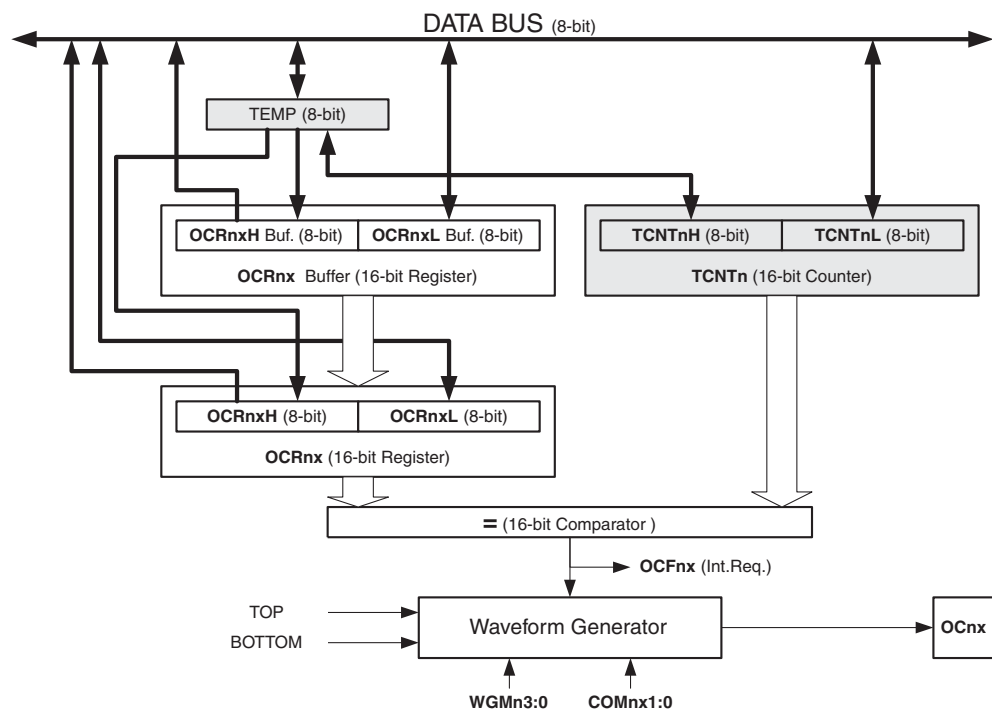 DATA BUS (8-bit)
TEMP (8-bit)
OCRnxH Buf. (8-bit)
OCRnxL Buf. (8-bit)
OCRnx Buffer (16-bit Register)
TCNTnH (8-bit)
TCNTnL (8-bit)
TCNTn (16-bit Counter)
OCRnxH (8-bit)
OCRnxL (8-bit)
OCRnx (16-bit Register)
= (16-bit Comparator )
OCFnx (Int.Req.)
TOP
BOTTOM
Waveform Generator
OCnx
WGMn3:0
COMnx1:0